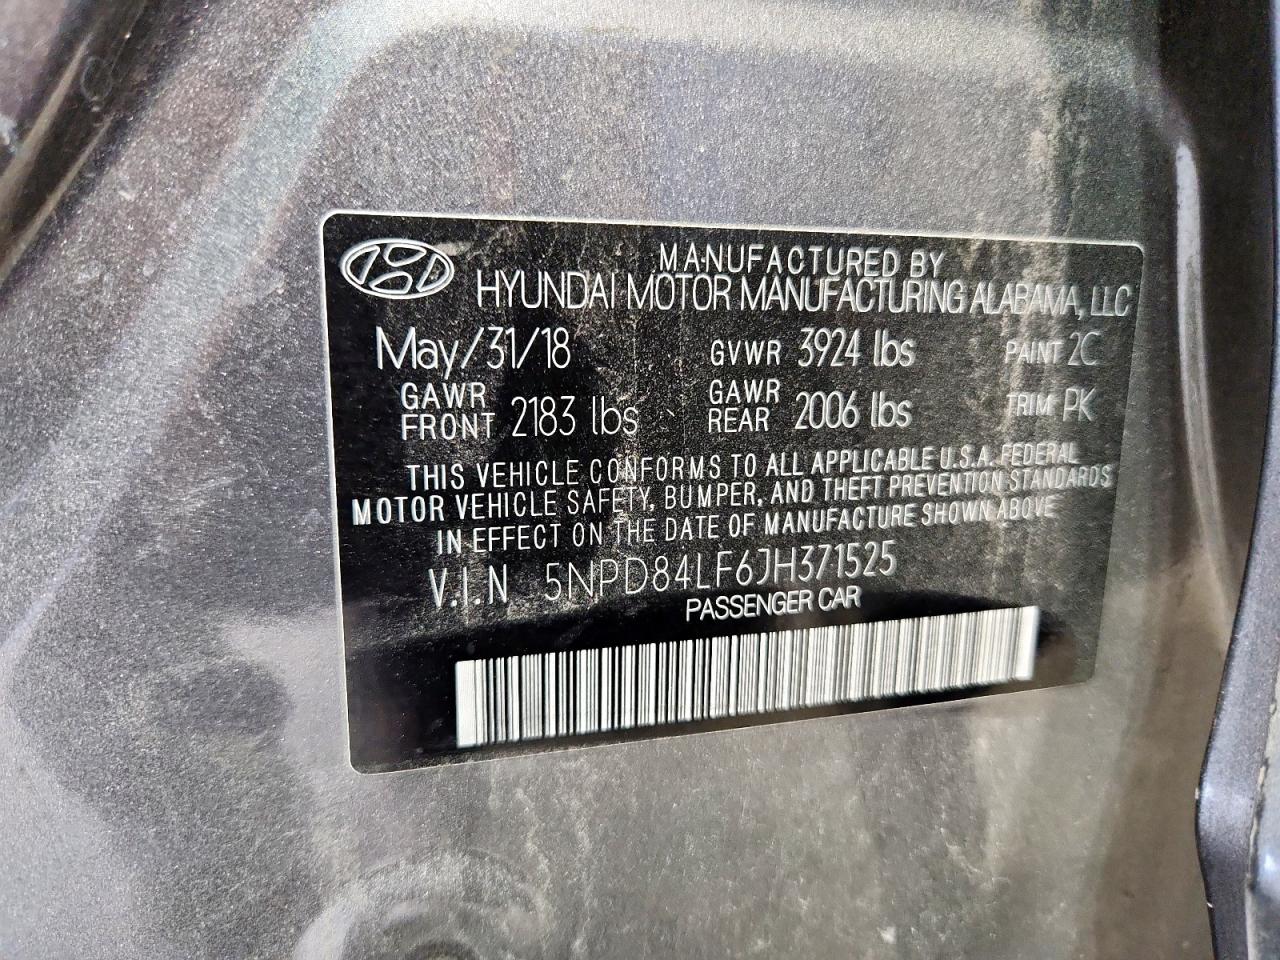 MANUFACTURED BY
HYUNDAI MOTOR MANUFACTURING ALABAMA, LLC
May/31/18 GVWR 3924 lbs PAINT 2C
GAWR FRONT 2183 lbs GAWR REAR 2006 lbs TRIM PK
THIS VEHICLE CONFORMS TO ALL APPLICABLE U.S.A. FEDERAL
MOTOR VEHICLE SAFETY, BUMPER, AND THEFT PREVENTION STANDARDS
IN EFFECT ON THE DATE OF MANUFACTURE SHOWN ABOVE
V.I.N 5NPD84LF6JH371525
PASSENGER CAR